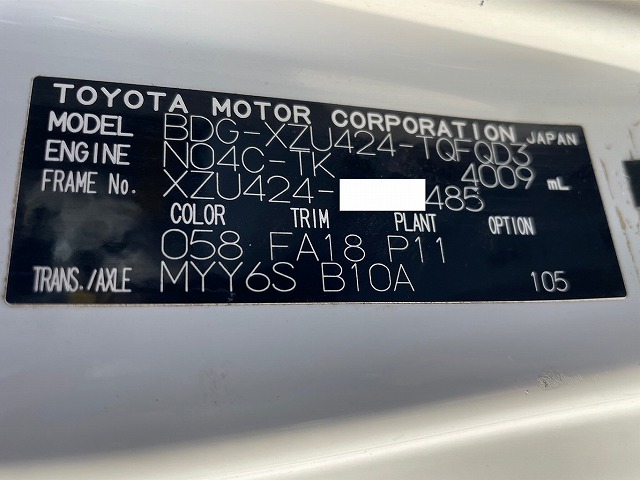 TOYOTA MOTOR CORPORATION JAPAN
MODEL BDG-XZU424-TQFQD3
ENGINE N04C-TK 4009 mL
FRAME No. XZU424- 485
COLOR TRIM PLANT OPTION
058 FA18 P11
TRANS./AXLE MYY6S B10A 105